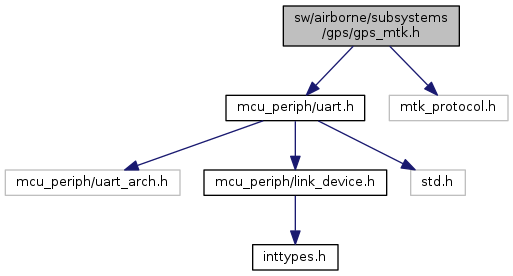 sw/airborne/subsystems
/gps/gps_mtk.h
mcu_periph/uart.h
mtk_protocol.h
mcu_periph/uart_arch.h
mcu_periph/link_device.h
std.h
inttypes.h